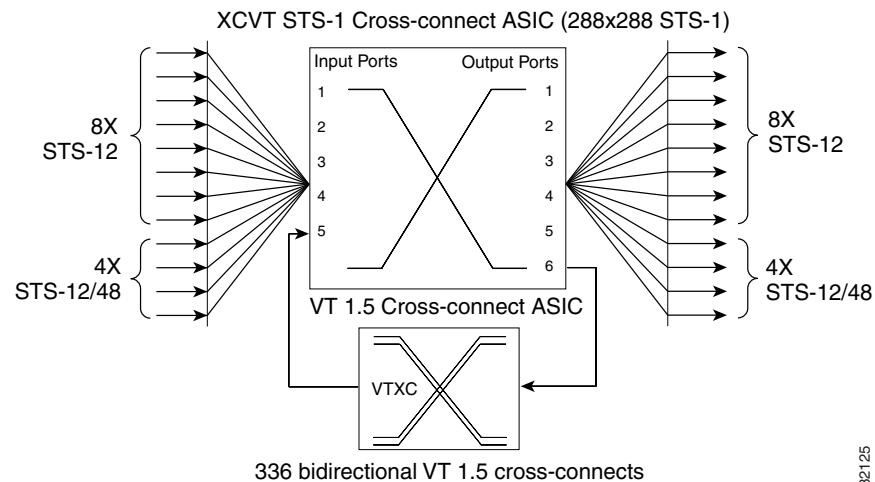 XCVT STS-1 Cross-connect ASIC (288x288 STS-1)
Input Ports
Output Ports
1
2
3
4
5
1
2
3
4
5
6
8X
STS-12
4X
STS-12/48
8X
STS-12
4X
STS-12/48
VT 1.5 Cross-connect ASIC
VTXC
336 bidirectional VT 1.5 cross-connects
32125